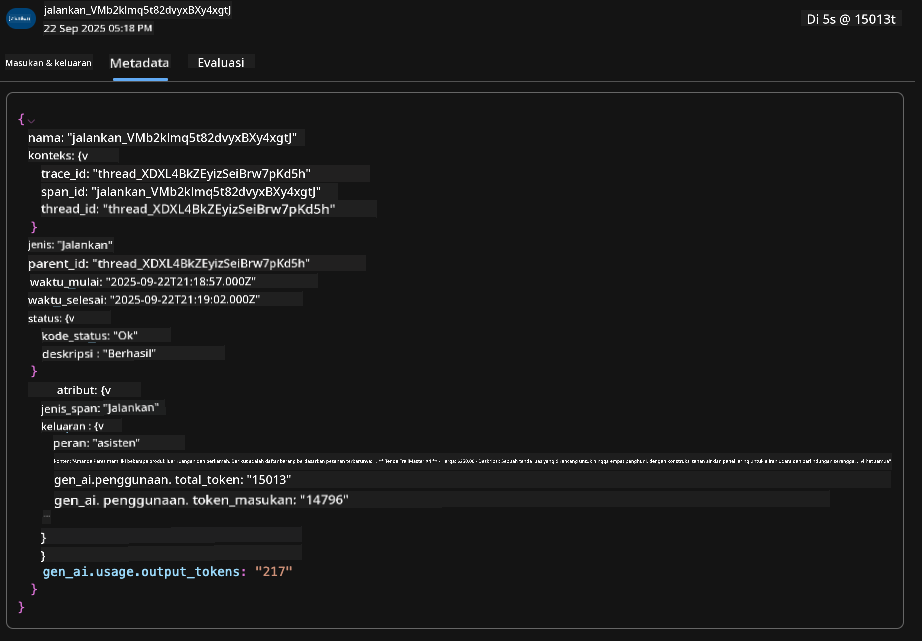 jalankan
jalankan_VMb2klmq5t82dvyxBXy4xgtJ
22 Sep 2025 05:18 PM
Di 5s @ 15013t
Masukan & keluaran Metadata Evaluasi
{
nama: "jalankan_VMb2klmq5t82dvyxBXy4xgtJ"
konteks: {v
trace_id: "thread_XDXL4BkZEyizSeiBrw7pKd5h"
span_id: "jalankan_VMb2klmq5t82dvyxBXy4xgtJ"
thread_id: "thread_XDXL4BkZEyizSeiBrw7pKd5h"
}
jenis: "Jalankan"
parent_id: "thread_XDXL4BkZEyizSeiBrw7pKd5h"
waktu_mulai: "2025-09-22T21:18:57.000Z"
waktu_selesai: "2025-09-22T21:19:02.000Z"
status: {v
kode_status: "Ok"
deskripsi : "Berhasil"
}
atribut: {v
jenis_span: "Jalankan"
keluaran : {v
peran: "asisten"
gen_ai.penggunaan. total_token: "15013"
gen_ai. penggunaan. token_masukan: "14796"
...
}
}
gen_ai.usage.output_tokens: "217"
}
}